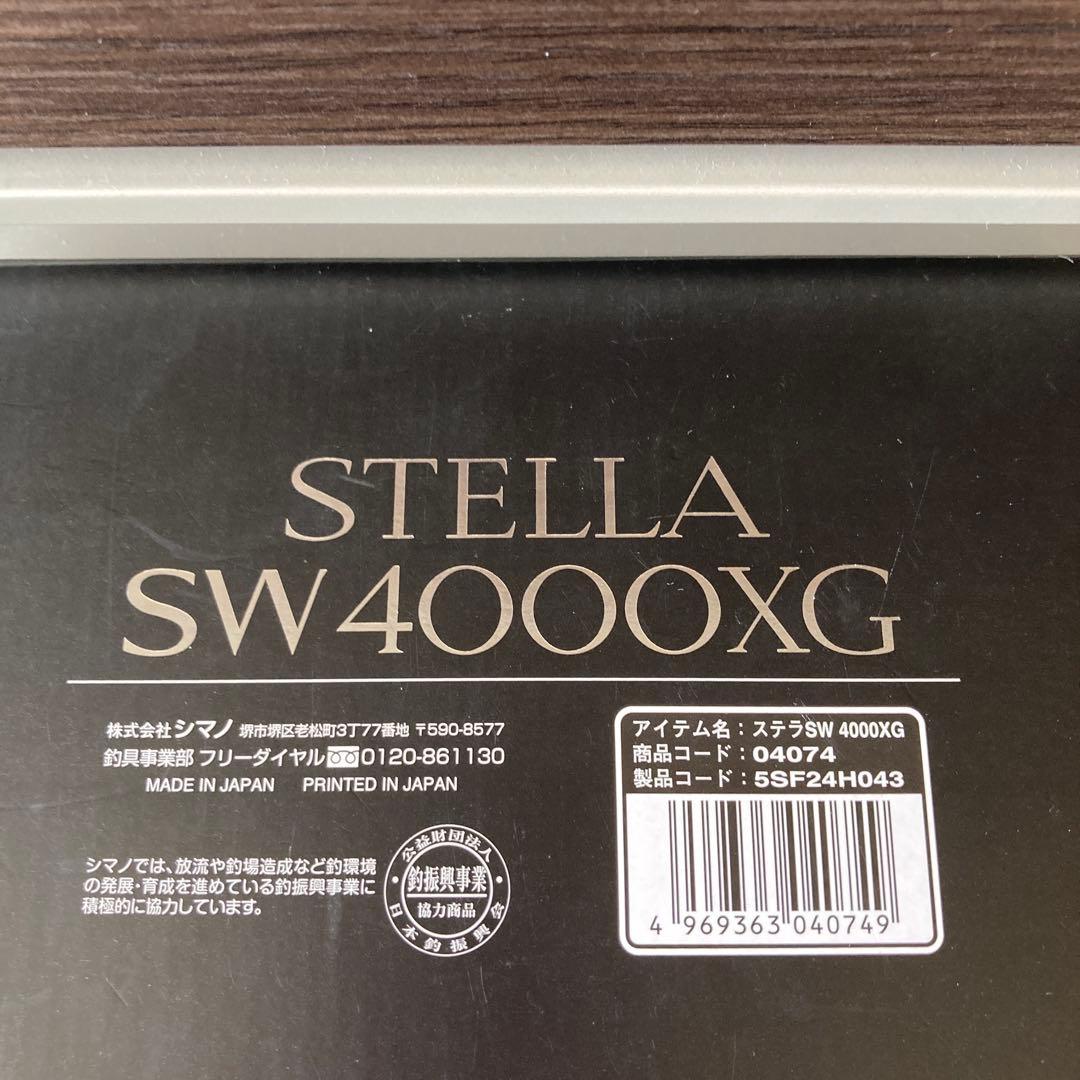 STELLA
SW4000XG
株式会社シマノ 堺市堺区老松町3丁77番地 〒590-8577
釣具事業部 フリーダイヤル 0120-861130
MADE IN JAPAN PRINTED IN JAPAN
シマノでは、放流や釣場造成など釣環境
の発展・育成を進めている釣振興事業に
積極的に協力しています。
公益財団法人
釣振興事業
協力商品
日本釣振興会
アイテム名：ステラSW 4000XG
商品コード：04074
製品コード：5SF24H043
4 969363 040749